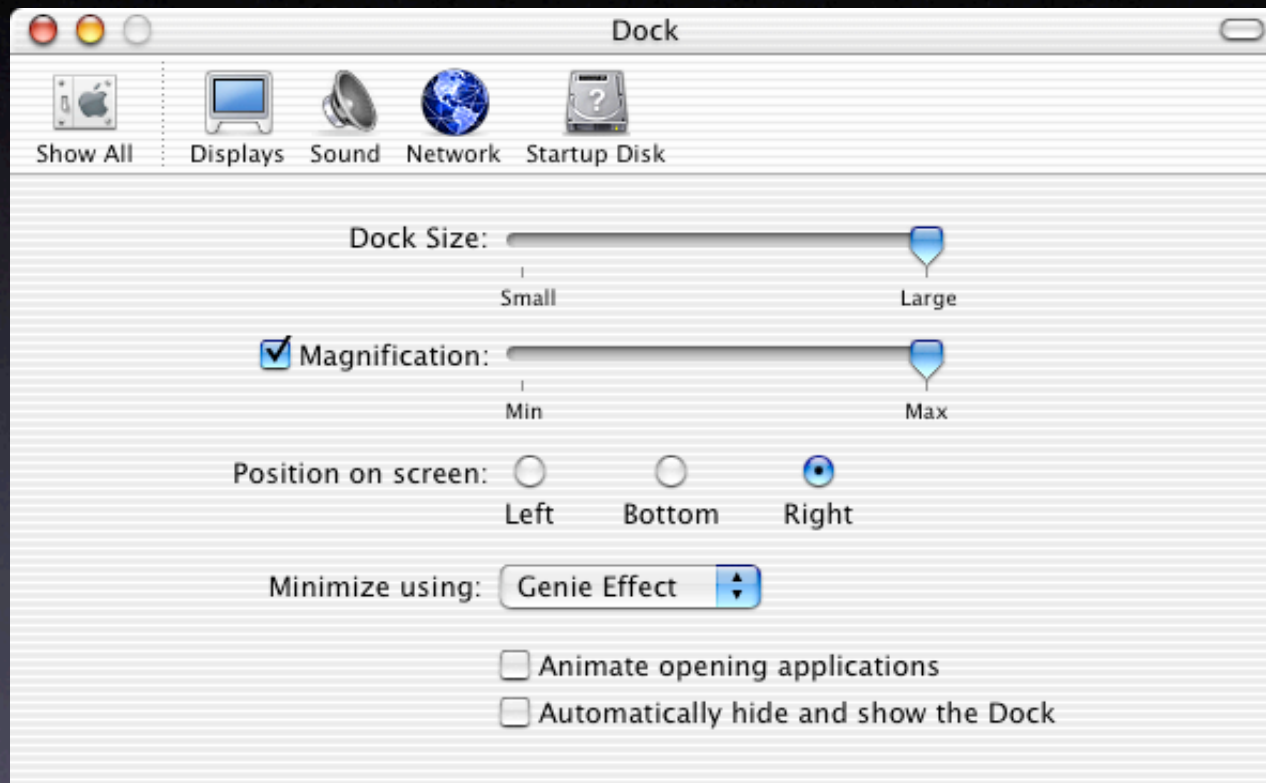 Dock
Show All Displays Sound Network Startup Disk
Dock Size:
Small Large
Magnification:
Min Max
Position on screen:
Left Bottom Right
Minimize using: Genie Effect
Animate opening applications
Automatically hide and show the Dock